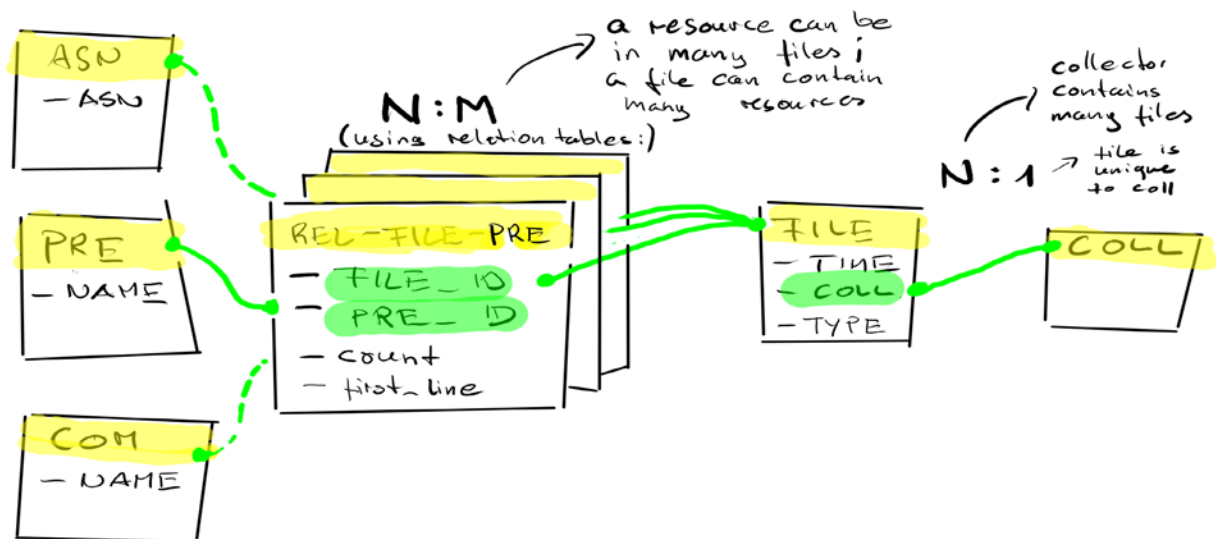 ASN
- ASN
PRE
- NAME
COM
- NAME
N:M
(using relation tables:)
a resource can be
in many files;
a file can contain
many resources
REL-FILE-PRE
- FILE_ID
- PRE_ID
- count
- first_line
N:1
collector
contains
many files
file is
unique
to coll
FILE
- TIME
- COLL
- TYPE
COLL